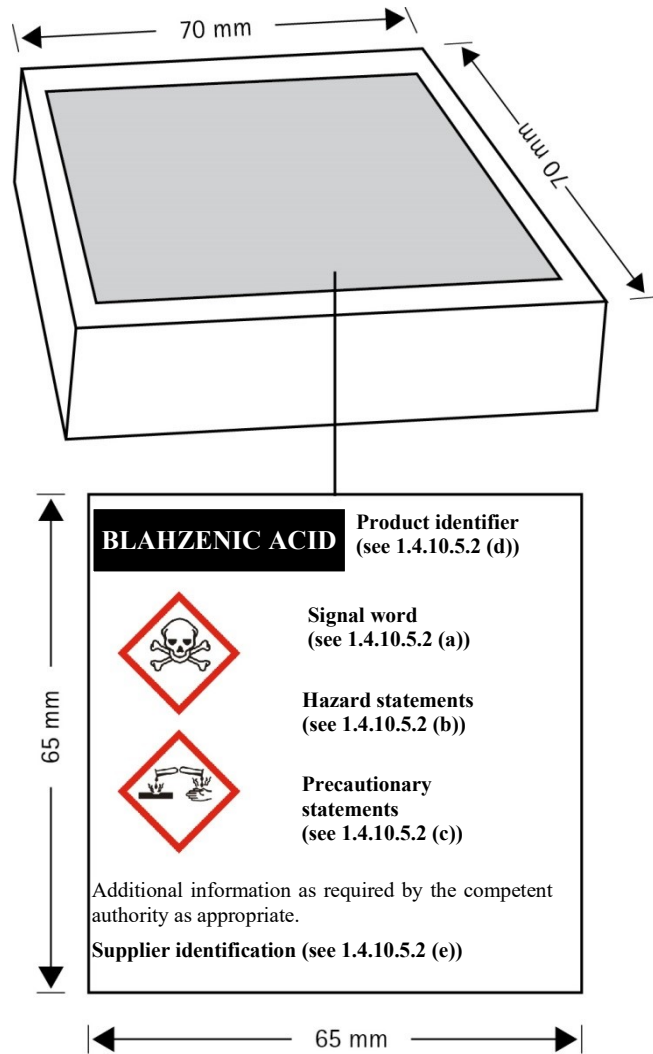 70 mm
70 mm
BLAHZENIC ACID
Product identifier
(see 1.4.10.5.2 (d))
Signal word
(see 1.4.10.5.2 (a))
Hazard statements
(see 1.4.10.5.2 (b))
Precautionary
statements
(see 1.4.10.5.2 (c))
65 mm
Additional information as required by the competent
authority as appropriate.
Supplier identification (see 1.4.10.5.2 (e))
65 mm